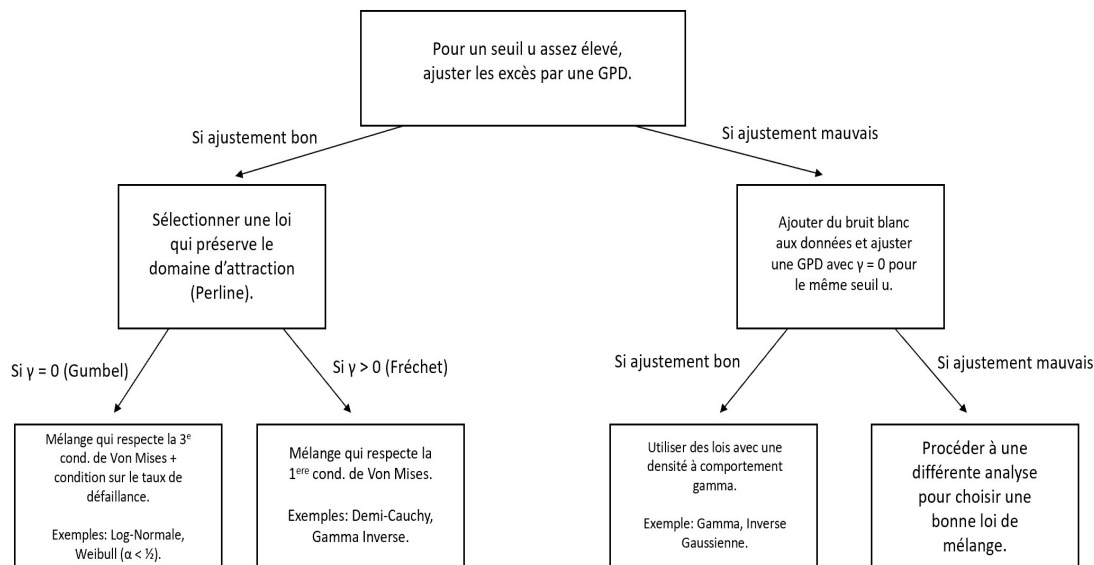 Pour un seuil u assez élevé,
ajuster les excès par une GPD.
Si ajustement bon
Si ajustement mauvais
Sélectionner une loi
qui préserve le
domaine d'attraction
(Perline).
Ajouter du bruit blanc
aux données et ajuster
une GPD avec γ = 0 pour
le même seuil u.
Si γ = 0 (Gumbel)
Si γ > 0 (Fréchet)
Si ajustement bon
Si ajustement mauvais
Mélange qui respecte la 3e
cond. de Von Mises +
condition sur le taux de
défaillance.
Exemples: Log-Normale,
Weibull (α < ½).
Mélange qui respecte la
1ere cond. de Von Mises.
Exemples: Demi-Cauchy,
Gamma Inverse.
Utiliser des lois avec une
densité à comportement
gamma.
Exemple: Gamma, Inverse
Gaussienne.
Procéder à une
différente analyse
pour choisir une
bonne loi de
mélange.